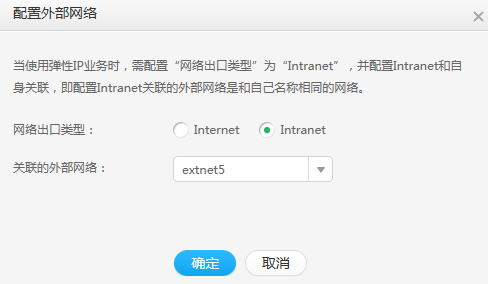 配置外部网络
当使用弹性IP业务时，需配置“网络出口类型”为“Intranet”，并配置Intranet和自
身关联，即配置Intranet关联的外部网络是和自己名称相同的网络。
网络出口类型： Internet Intranet
关联的外部网络： extnet5
确定 取消